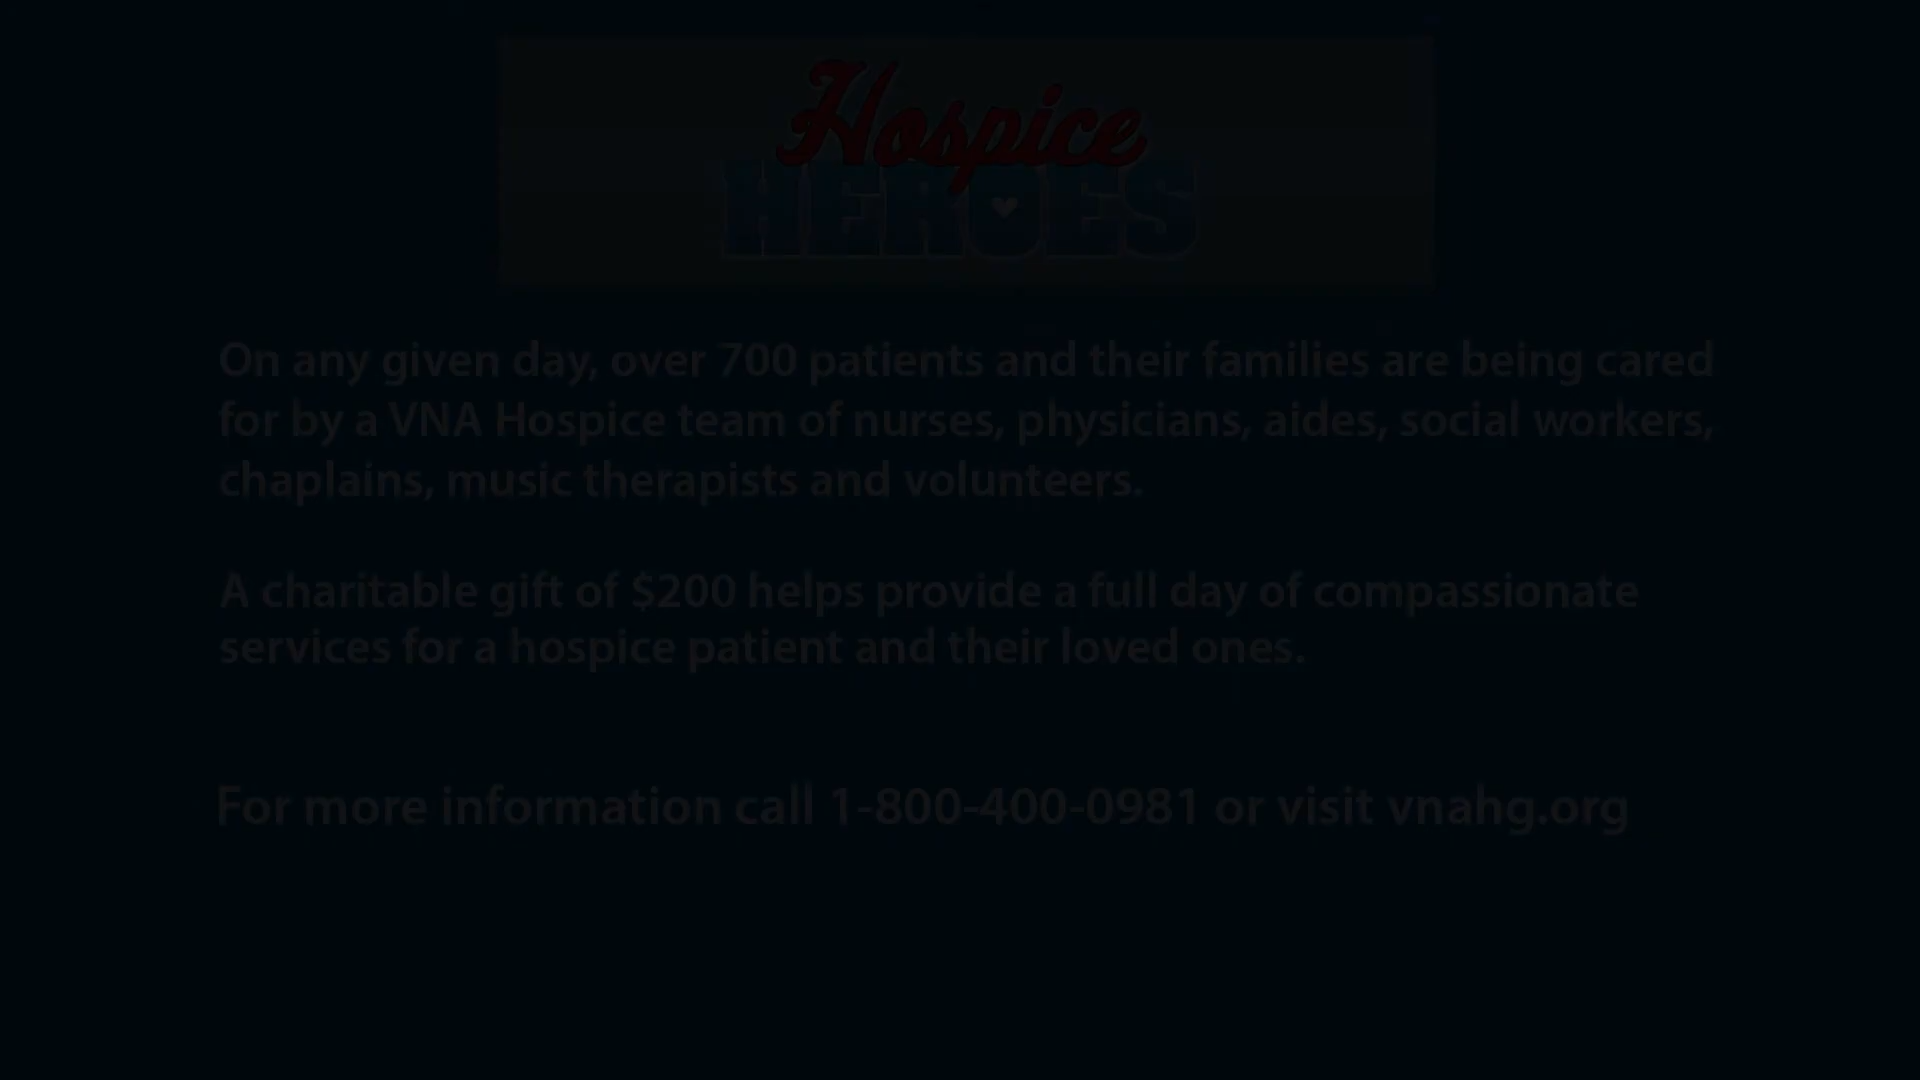 Hospice
HEROES
On any given day, over 700 patients and their families are being cared
for by a VNA Hospice team of nurses, physicians, aides, social workers,
chaplains, music therapists and volunteers.
A charitable gift of $200 helps provide a full day of compassionate
services for a hospice patient and their loved ones.
For more information call 1-800-400-0981 or visit vnahg.org